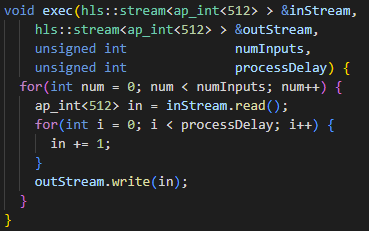 void exec(hls::stream<ap_int<512> > &inStream,
          hls::stream<ap_int<512> > &outStream,
          unsigned int              numInputs,
          unsigned int              processDelay) {
  for(int num = 0; num < numInputs; num++) {
    ap_int<512> in = inStream.read();
    for(int i = 0; i < processDelay; i++) {
      in += 1;
    }
    outStream.write(in);
  }
}